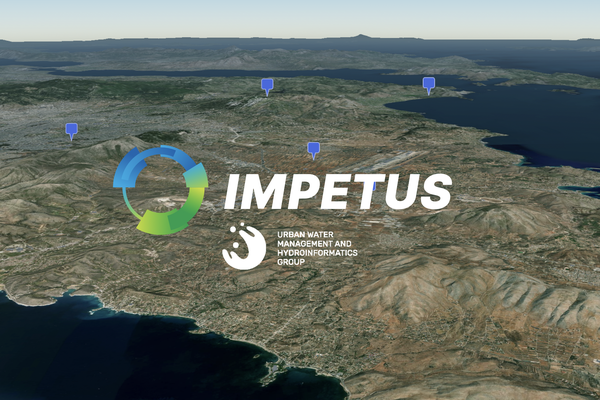 IMPETUS
URBAN WATER
MANAGEMENT AND
HYDROINFORMATICS
GROUP